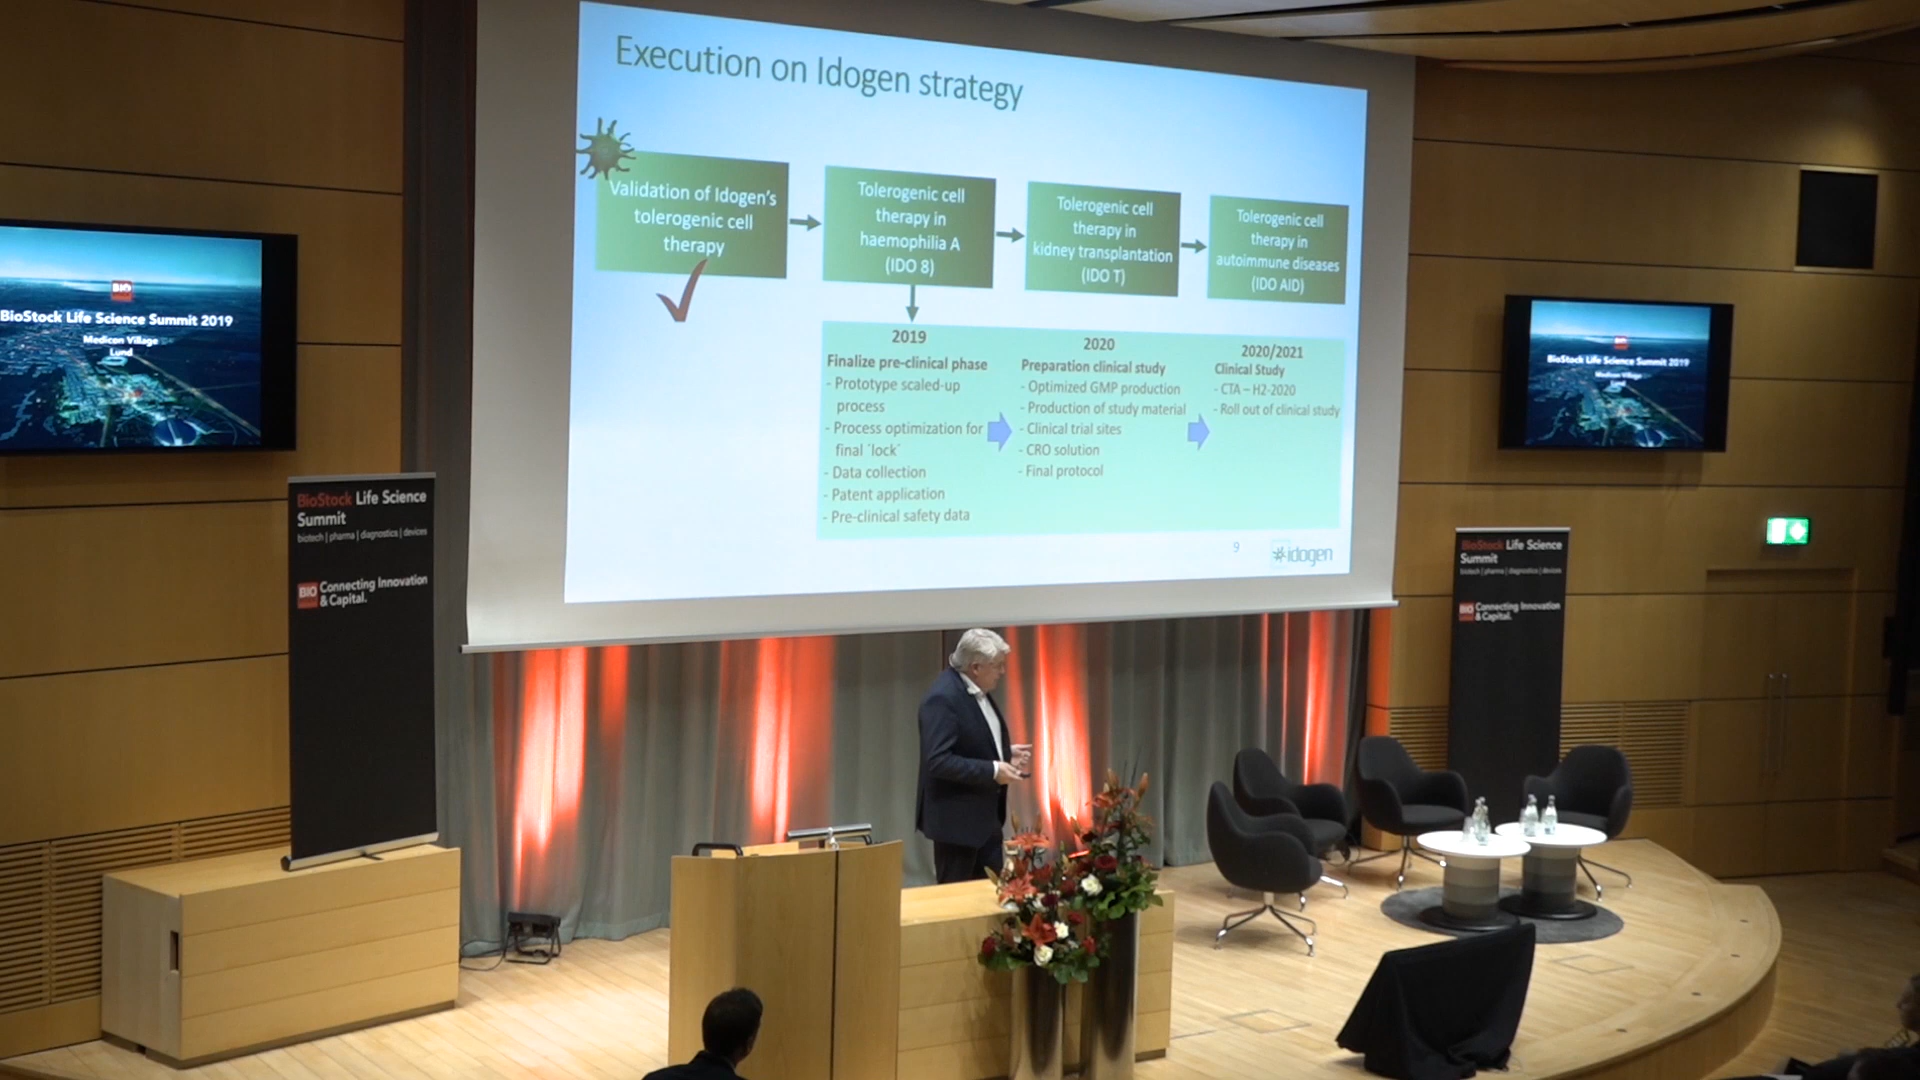 Execution on Idogen strategy
Validation of Idogen's
tolerogenic cell
therapy
Tolerogenic cell
therapy in
haemophilia A
(IDO 8)
Tolerogenic cell
therapy in
kidney transplantation
(IDO T)
Tolerogenic cell
therapy in
autoimmune diseases
(IDO AID)
2019
Finalize pre-clinical phase
- Prototype scaled-up
process
- Process optimization for
final ´lock´
- Data collection
- Patent application
- Pre-clinical safety data
2020
Preparation clinical study
- Optimized GMP production
- Production of study material
- Clinical trial sites
- CRO solution
- Final protocol
2020/2021
Clinical Study
- CTA – H2-2020
- Roll out of clinical study
9
idogen
BIO
BioStock Life Science Summit 2019
Medicon Village
Lund
BioStock Life Science
Summit
biotech | pharma | diagnostics | devices
BIO
Connecting Innovation
& Capital.
BIO
BioStock Life Science Summit 2019
Medicon Village
Lund
BioStock Life Science
Summit
biotech | pharma | diagnostics | devices
BIO
Connecting Innovation
& Capital.